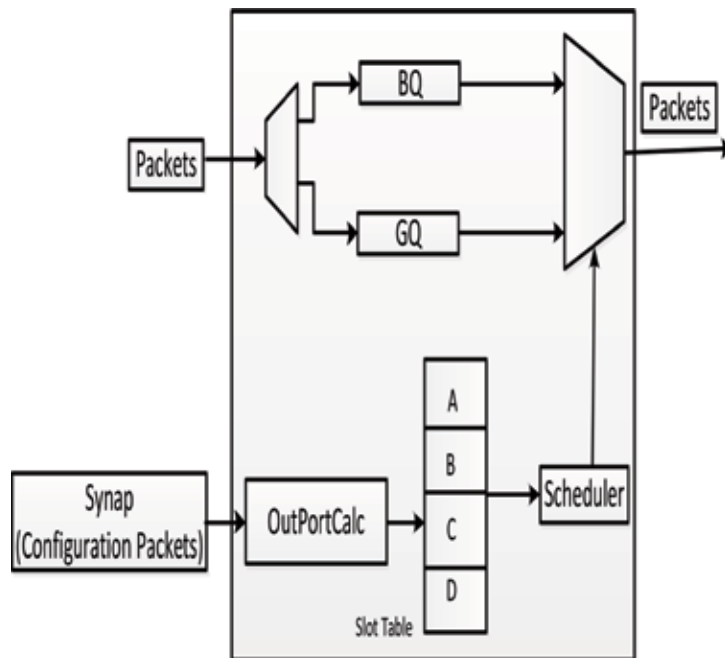 BQ
Packets
Packets
GQ
A
B
Synap
(Configuration Packets)
OutPortCalc
C
Scheduler
D
Slot Table